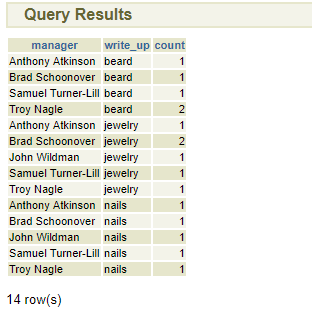 Query Results
manager write_up count
Anthony Atkinson beard 1
Brad Schoonover beard 1
Samuel Turner-Lill beard 1
Troy Nagle beard 2
Anthony Atkinson jewelry 1
Brad Schoonover jewelry 2
John Wildman jewelry 1
Samuel Turner-Lill jewelry 1
Troy Nagle jewelry 1
Anthony Atkinson nails 1
Brad Schoonover nails 1
John Wildman nails 1
Samuel Turner-Lill nails 1
Troy Nagle nails 1
14 row(s)